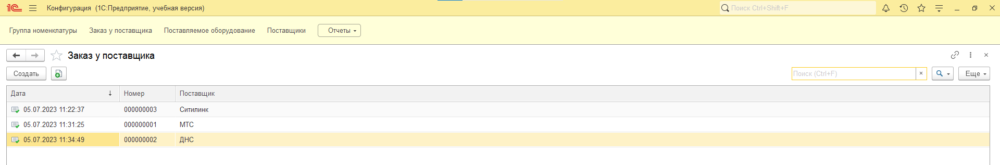 1С Конфигурация (1С:Предприятие, учебная версия) Поиск Ctrl+Shift+F
Группа номенклатуры Заказ у поставщика Поставляемое оборудование Поставщики Отчеты
Заказ у поставщика
Создать Поиск (Ctrl+F) × Еще
Дата ↓ Номер Поставщик
05.07.2023 11:22:37 000000003 Ситилинк
05.07.2023 11:31:25 000000001 МТС
05.07.2023 11:34:49 000000002 ДНС